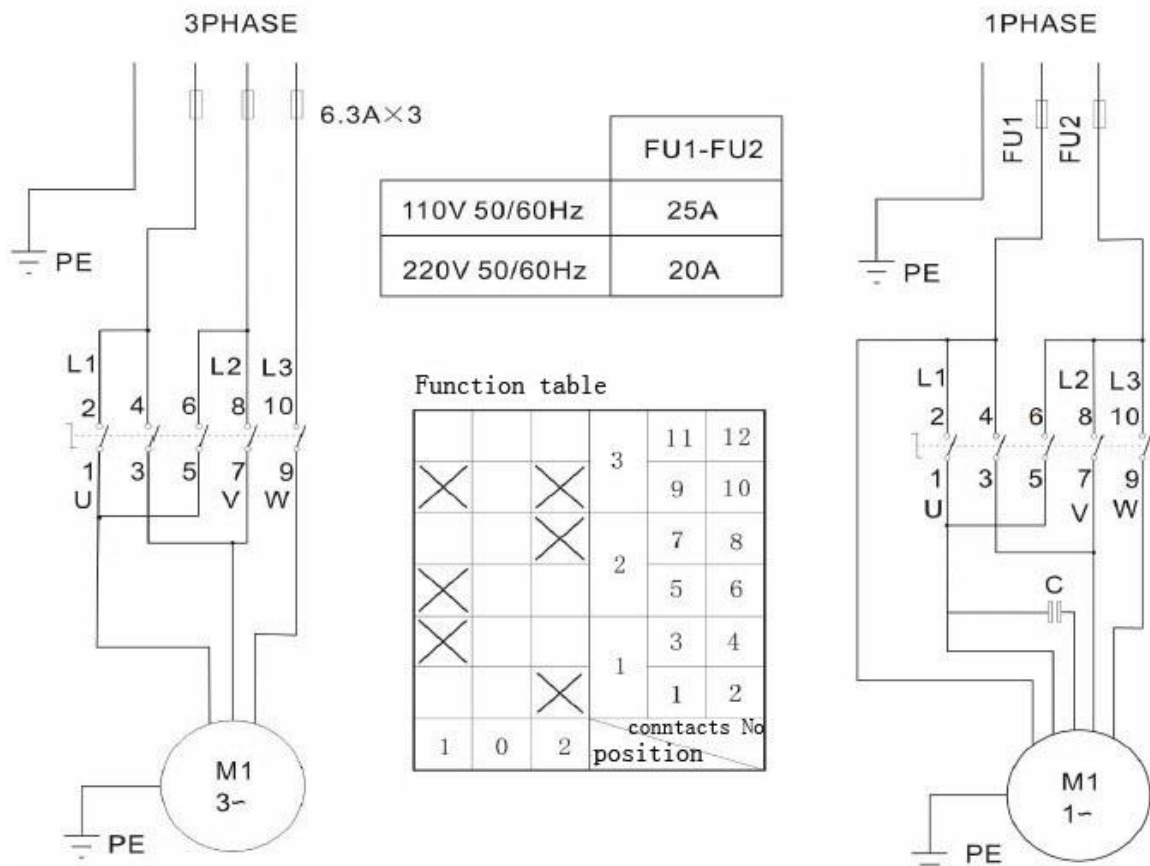 3PHASE
6.3A×3
PE
L1 L2 L3
2 4 6 8 10
1 3 5 7 9
U V W
M1
3~
PE
FU1-FU2
110V 50/60Hz 25A
220V 50/60Hz 20A
Function table
3 11 12
9 10
2 7 8
5 6
1 3 4
1 2
conntacts No
1 0 2 position
1PHASE
FU1 FU2
PE
L1 L2 L3
2 4 6 8 10
1 3 5 7 9
U V W
C
M1
1~
PE